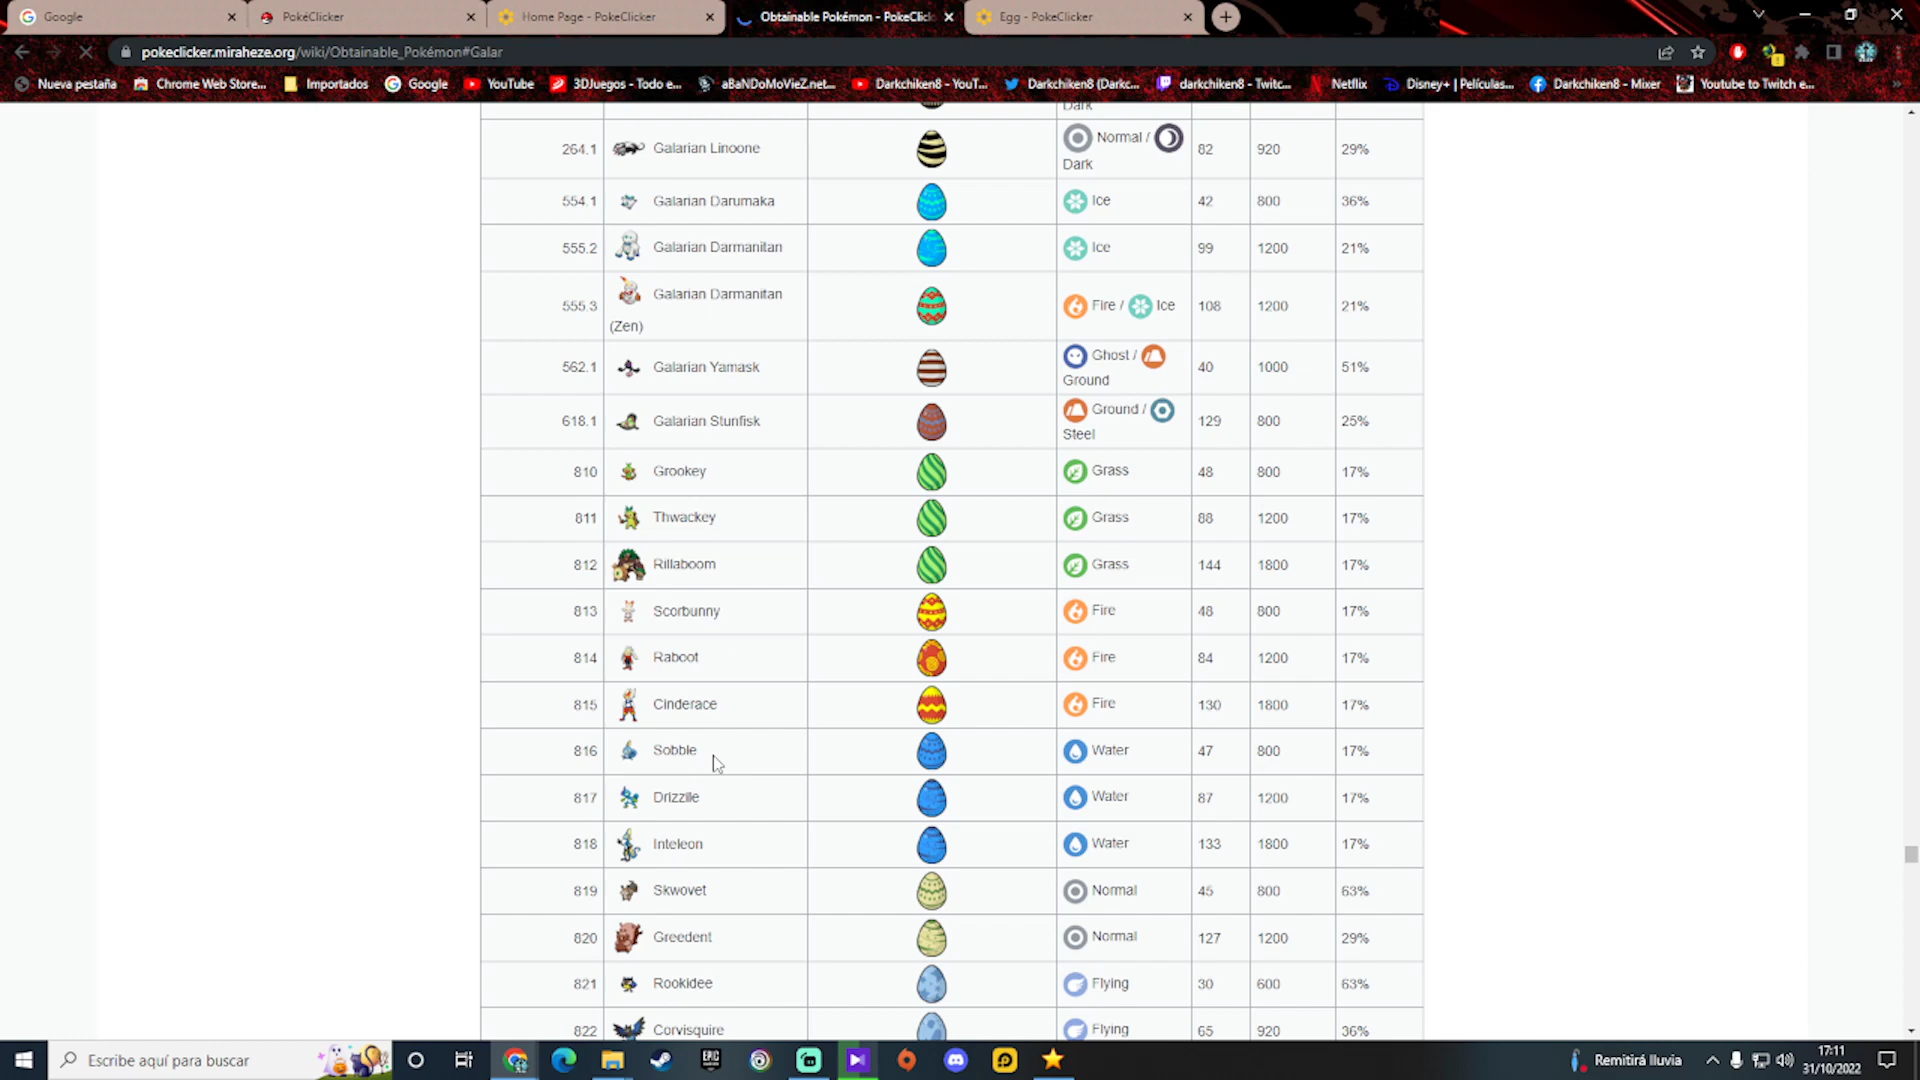 Google
PokéClicker
Home Page - PokeClicker
Obtainable Pokémon - PokeClick
Egg - PokeClicker
pokeclicker.miraheze.org/wiki/Obtainable_Pokémon#Galar
Nueva pestaña
Chrome Web Store...
Importados
Google
YouTube
3DJuegos - Todo e...
aBaNDoMoVieZ.net...
Darkchiken8 - YouT...
Darkchiken8 (Darkc...
darkchiken8 - Twitc...
Netflix
Disney+ | Películas...
Darkchiken8 - Mixer
Youtube to Twitch e...
Dark
264.1 Galarian Linoone Normal / Dark 82 920 29%
554.1 Galarian Darumaka Ice 42 800 36%
555.2 Galarian Darmanitan Ice 99 1200 21%
555.3 Galarian Darmanitan (Zen) Fire / Ice 108 1200 21%
562.1 Galarian Yamask Ghost / Ground 40 1000 51%
618.1 Galarian Stunfisk Ground / Steel 129 800 25%
810 Grookey Grass 48 800 17%
811 Thwackey Grass 88 1200 17%
812 Rillaboom Grass 144 1800 17%
813 Scorbunny Fire 48 800 17%
814 Raboot Fire 84 1200 17%
815 Cinderace Fire 130 1800 17%
816 Sobble Water 47 800 17%
817 Drizzile Water 87 1200 17%
818 Inteleon Water 133 1800 17%
819 Skwovet Normal 45 800 63%
820 Greedent Normal 127 1200 29%
821 Rookidee Flying 30 600 63%
822 Corvisquire Flying 65 920 36%
Escribe aquí para buscar
EPIC
Remitirá lluvia
17:11
31/10/2022